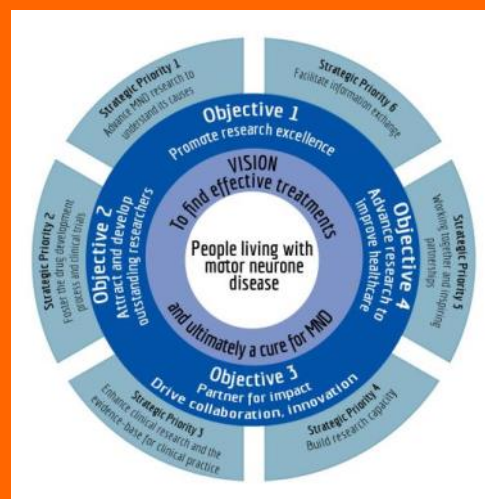 Strategic Priority 1
Advance MND research to
understand its causes
Strategic Priority 6
Facilitate information exchange
Objective 1
Promote research excellence
VISION
To find effective treatments
Strategic Priority 2
Foster the drug development
process and clinical trials
Objective 2
Attract and develop
outstanding researchers
People living with
motor neurone
disease
Objective 4
Advance research to
improve healthcare
Strategic Priority 5
Working together and inspiring
partnerships
and ultimately a cure for MND
Objective 3
Partner for impact
Drive collaboration, innovation
Strategic Priority 3
Enhance clinical research and the
evidence-base for clinical practice
Strategic Priority 4
Build research capacity